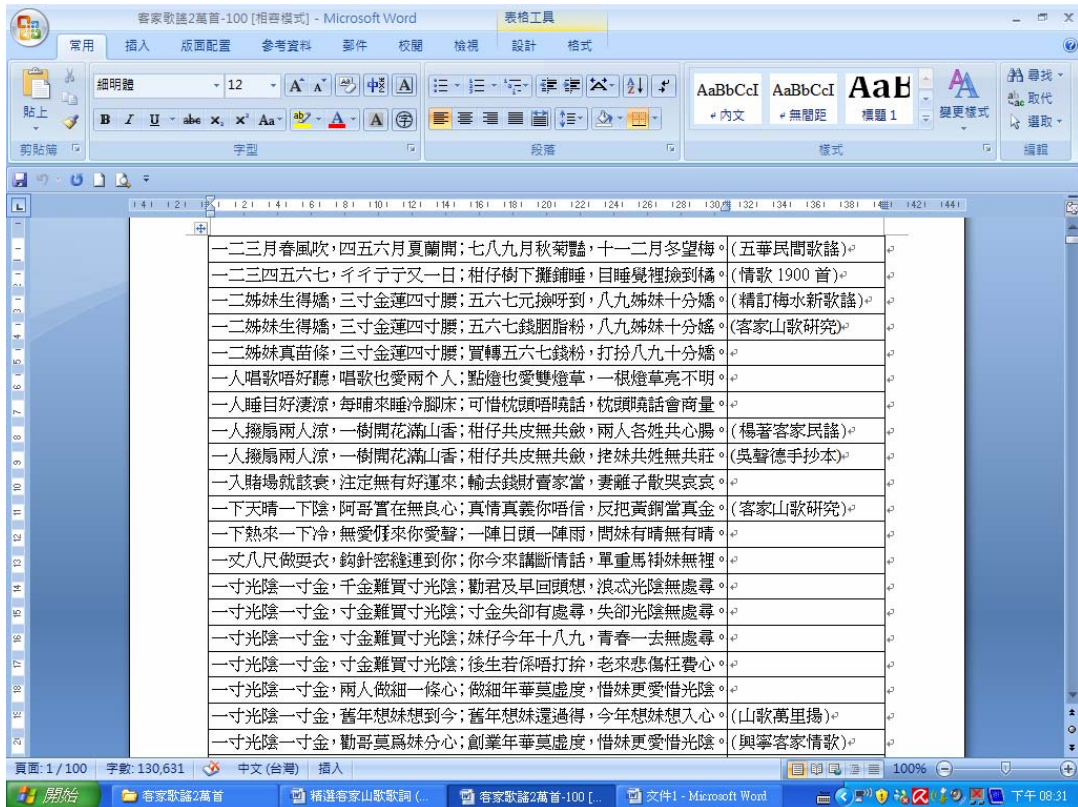 客家歌謠2萬首-100 [相容模式] - Microsoft Word 表格工具
常用 插入 版面配置 參考資料 郵件 校閱 檢視 設計 格式
細明體 12
貼上
AaBbCcI AaBbCcI AaB
內文 無間距 標題 1
變更樣式
尋找
取代
選取
剪貼簿 字型 段落 樣式 編輯
一二三月春風吹,四五六月夏蘭開;七八九月秋菊豔,十一二月冬望梅。(五華民間歌謠)
一二三四五六七,彳彳亍亍又一日;柑仔樹下攤鋪睡,目睡覺裡撿到橘。(情歌 1900 首)
一二姊妹生得嬌,三寸金蓮四寸腰;五六七元撿呀到,八九姊妹十分嬌。(精訂梅水新歌謠)
一二姊妹生得嬌,三寸金蓮四寸腰;五六七錢胭脂粉,八九姊妹十分嬌。(客家山歌研究)
一二姊妹真苗條,三寸金蓮四寸腰;買轉五六七錢粉,打扮八九十分嬌。
一人唱歌唔好聽,唱歌也愛兩个人;點燈也愛雙燈草,一根燈草亮不明。
一人睡目好淒涼,每晡來睡冷腳床;可惜枕頭唔曉話,枕頭曉話會商量。
一人撥扇兩人涼,一樹開花滿山香;柑仔共皮無共斂,兩人各姓共心腸。(楊著客家民謠)
一人撥扇兩人涼,一樹開花滿山香;柑仔共皮無共斂,㧯妹共姓無共莊。(吳聲德手抄本)
一入賭場就該衰,注定無有好運來;輸去錢財賣家當,妻離子散哭哀哀。
一下天晴一下陰,阿哥實在無良心;真情真義你唔信,反把黃銅當真金。(客家山歌研究)
一下熱來一下冷,無愛𠊎來你愛聲;一陣日頭一陣雨,問妹有晴無有晴。
一丈八尺做耍衣,鉤針密縫連到你;你今來講斷情話,單重馬褂妹無裡。
一寸光陰一寸金,千金難買寸光陰;勸君及早回頭想,浪忒光陰無處尋。
一寸光陰一寸金,寸金難買寸光陰;寸金失卻有處尋,失卻光陰無處尋。
一寸光陰一寸金,寸金難買寸光陰;妹仔今年十八九,青春一去無處尋。
一寸光陰一寸金,寸金難買寸光陰;後生若係唔打拚,老來悲傷枉費心。
一寸光陰一寸金,兩人做細一條心;做細年華莫虛度,惜妹更愛惜光陰。
一寸光陰一寸金,舊年想妹想到今;舊年想妹還過得,今年想妹想入心。(山歌萬里揚)
一寸光陰一寸金,勸哥莫爲妹分心;創業年華莫虛度,惜妹更愛惜光陰。(興寧客家情歌)
頁面: 1 / 100 字數: 130,631 中文 (台灣) 插入 100%
開始 客家歌謠2萬首 精選客家山歌歌詞 (... 客家歌謠2萬首-100 [... 文件1 - Microsoft Word 下午 08:31